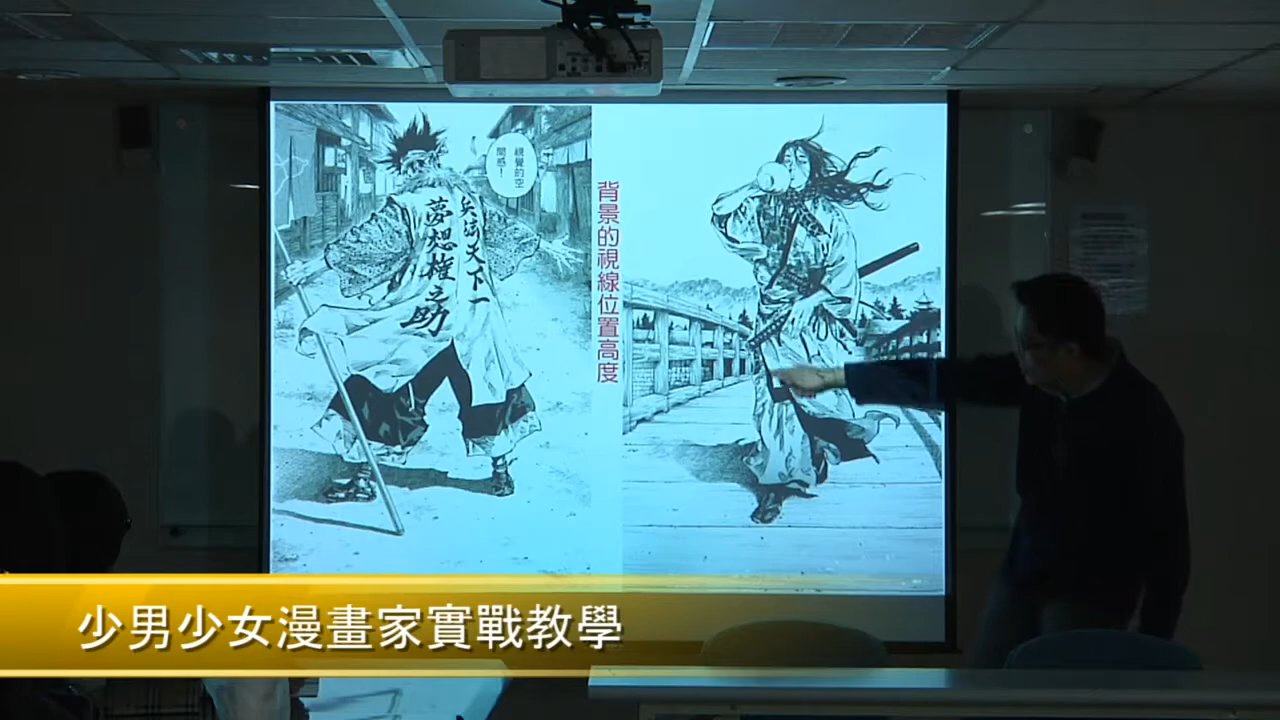 視覺的空
間感！
兵法天下一
夢想權之助
背景的視線位置高度
少男少女漫畫家實戰教學